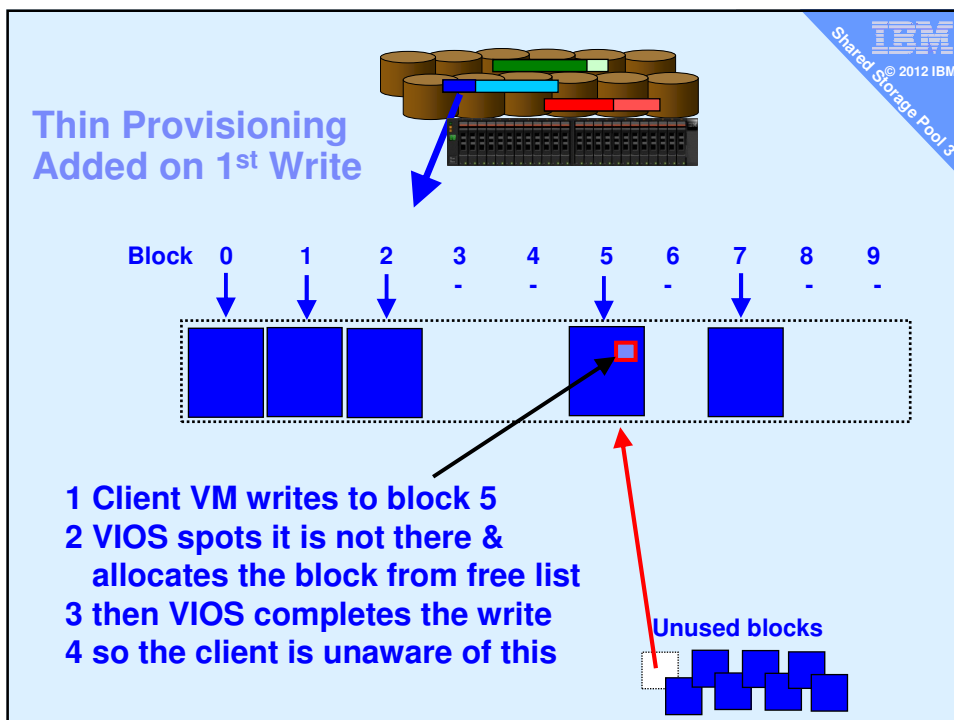 IBM
© 2012 IBM
Shared Storage Pool 3
Thin Provisioning
Added on 1st Write
Block 0 1 2 3 4 5 6 7 8 9
- - - - -
1 Client VM writes to block 5
2 VIOS spots it is not there &
allocates the block from free list
3 then VIOS completes the write
4 so the client is unaware of this
Unused blocks